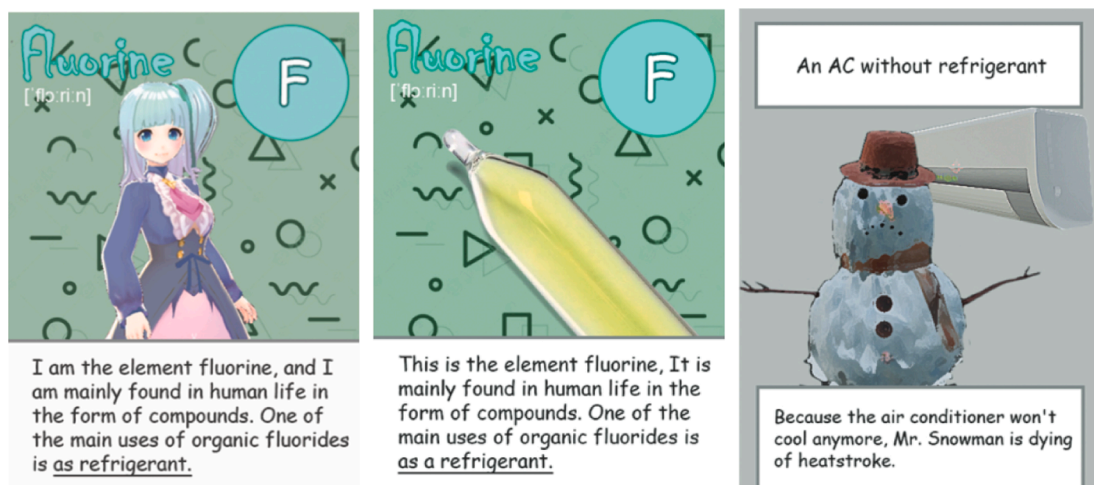 Fluorine
F
[ˈflɔːriːn]
I am the element fluorine, and I
am mainly found in human life in
the form of compounds. One of
the main uses of organic fluorides
is as refrigerant.
Fluorine
F
[ˈflɔːriːn]
This is the element fluorine, It is
mainly found in human life in the
form of compounds. One of the
main uses of organic fluorides is
as a refrigerant.
An AC without refrigerant
Because the air conditioner won't
cool anymore, Mr. Snowman is dying
of heatstroke.